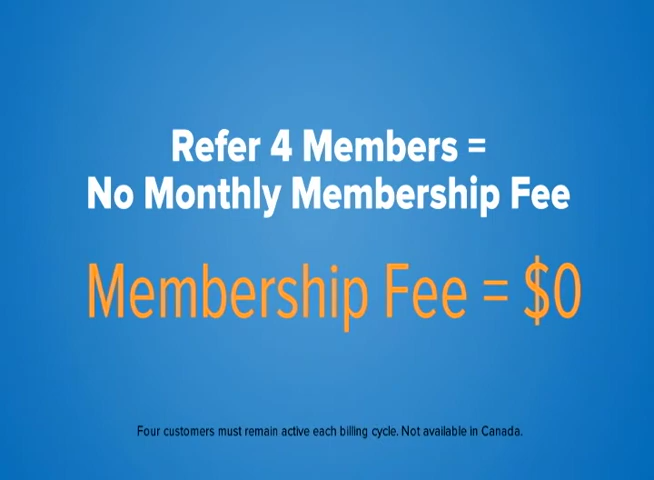 Refer 4 Members =
No Monthly Membership Fee
Membership Fee = $0
Four customers must remain active each billing cycle. Not available in Canada.